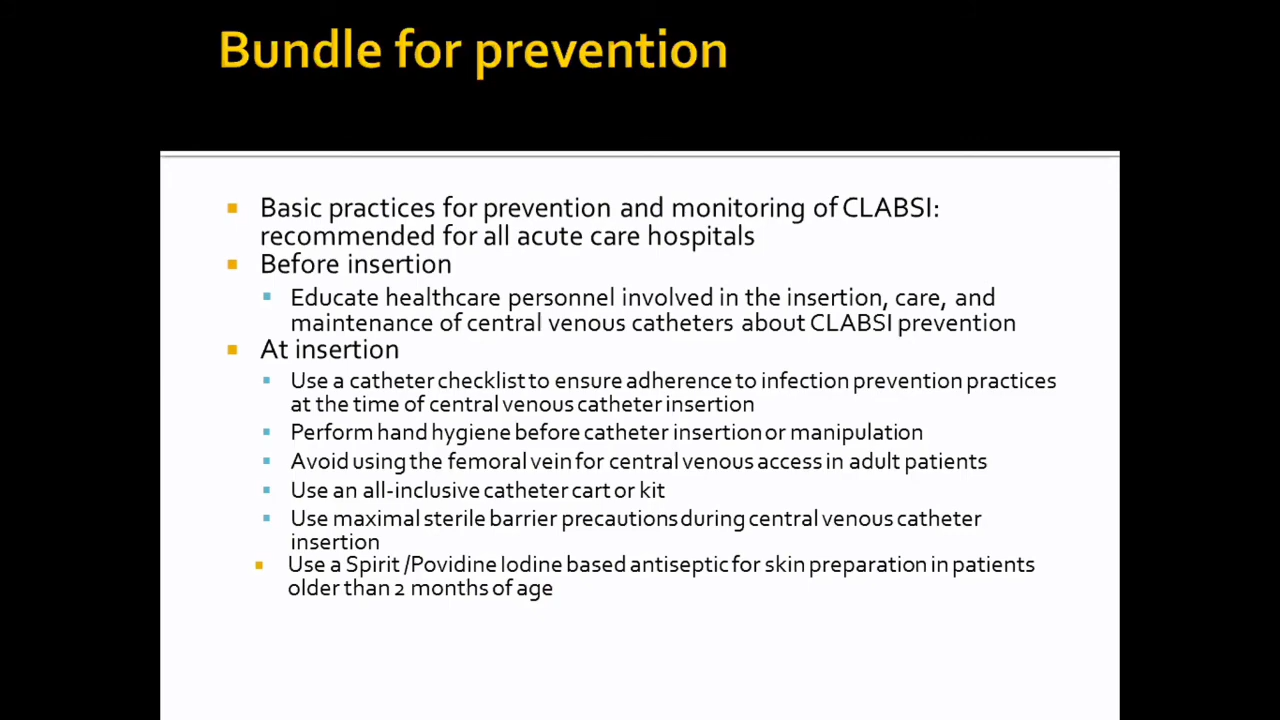 Bundle for prevention
Basic practices for prevention and monitoring of CLABSI:
recommended for all acute care hospitals
Before insertion
Educate healthcare personnel involved in the insertion, care, and
maintenance of central venous catheters about CLABSI prevention
At insertion
Use a catheter checklist to ensure adherence to infection prevention practices
at the time of central venous catheter insertion
Perform hand hygiene before catheter insertion or manipulation
Avoid using the femoral vein for central venous access in adult patients
Use an all-inclusive catheter cart or kit
Use maximal sterile barrier precautions during central venous catheter
insertion
Use a Spirit /Povidine Iodine based antiseptic for skin preparation in patients
older than 2 months of age